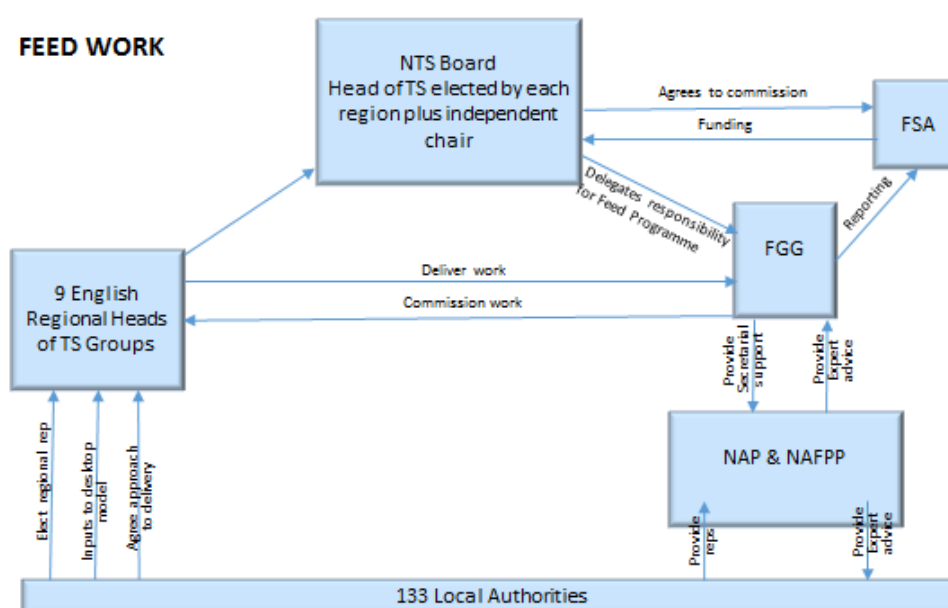 FEED WORK
NTS Board
Head of TS elected by each
region plus independent
chair
Agrees to commission
Funding
FSA
Delegates responsibility
for Feed Programme
Reporting
FGG
9 English
Regional Heads
of TS Groups
Deliver work
Commission work
Provide
Secretarial
support
Provide
Expert
advice
NAP & NAFPP
Elect regional rep
Inputs to desktop
model
Agree approach
to delivery
Provide
reps
Provide
Expert
advice
133 Local Authorities